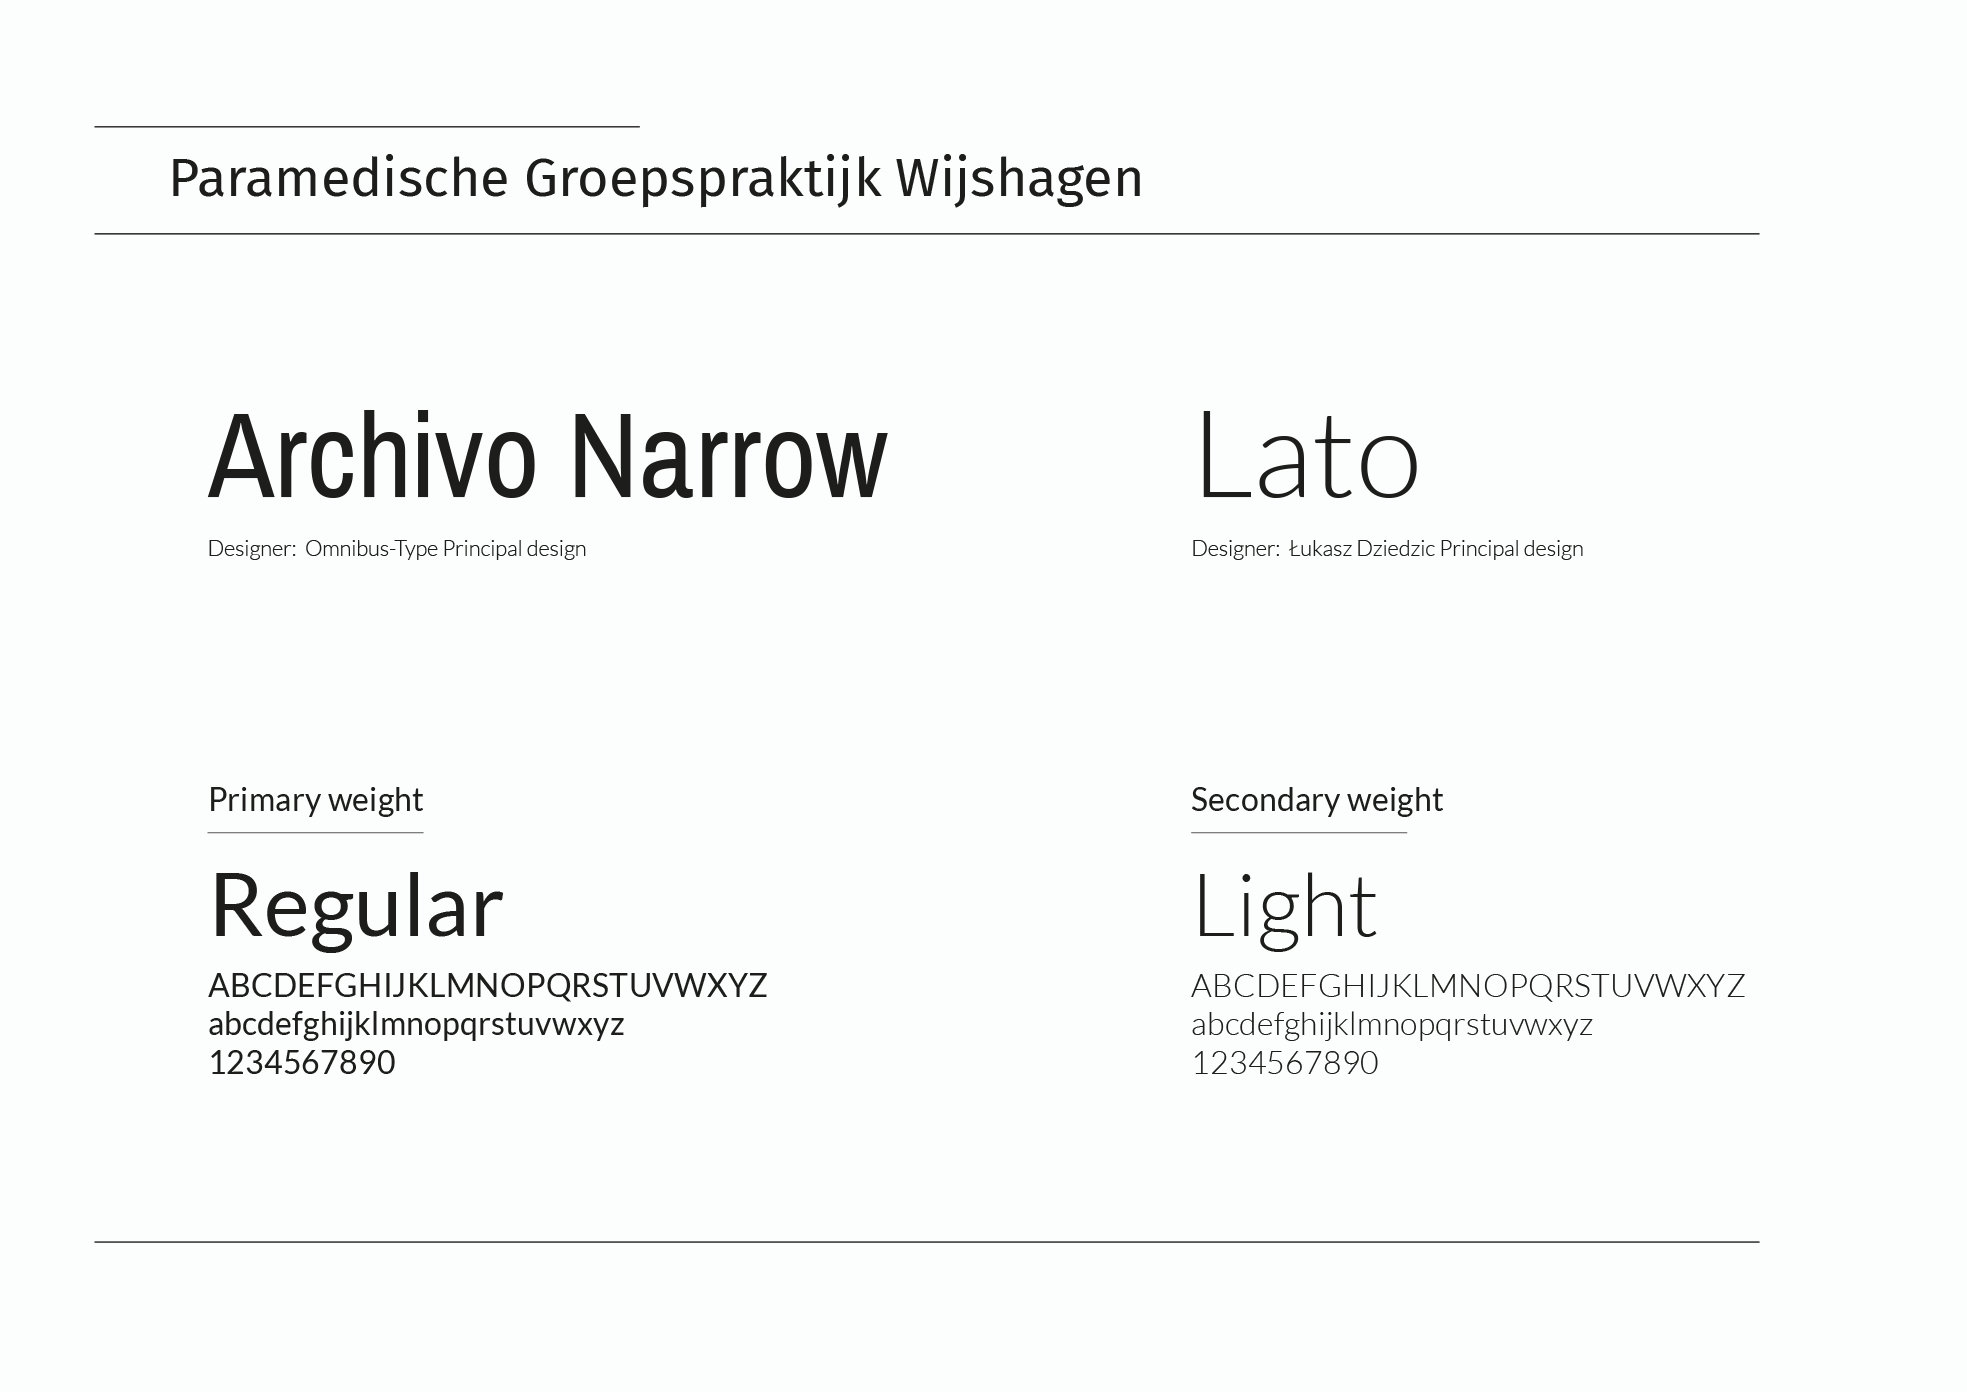 Paramedische Groepspraktijk Wijshagen
Archivo Narrow
Designer: Omnibus-Type Principal design
Lato
Designer: Łukasz Dziedzic Principal design
Primary weight
Regular
ABCDEFGHIJKLMNOPQRSTUVWXYZ
abcdefghijklmnopqrstuvwxyz
1234567890
Secondary weight
Light
ABCDEFGHIJKLMNOPQRSTUVWXYZ
abcdefghijklmnopqrstuvwxyz
1234567890